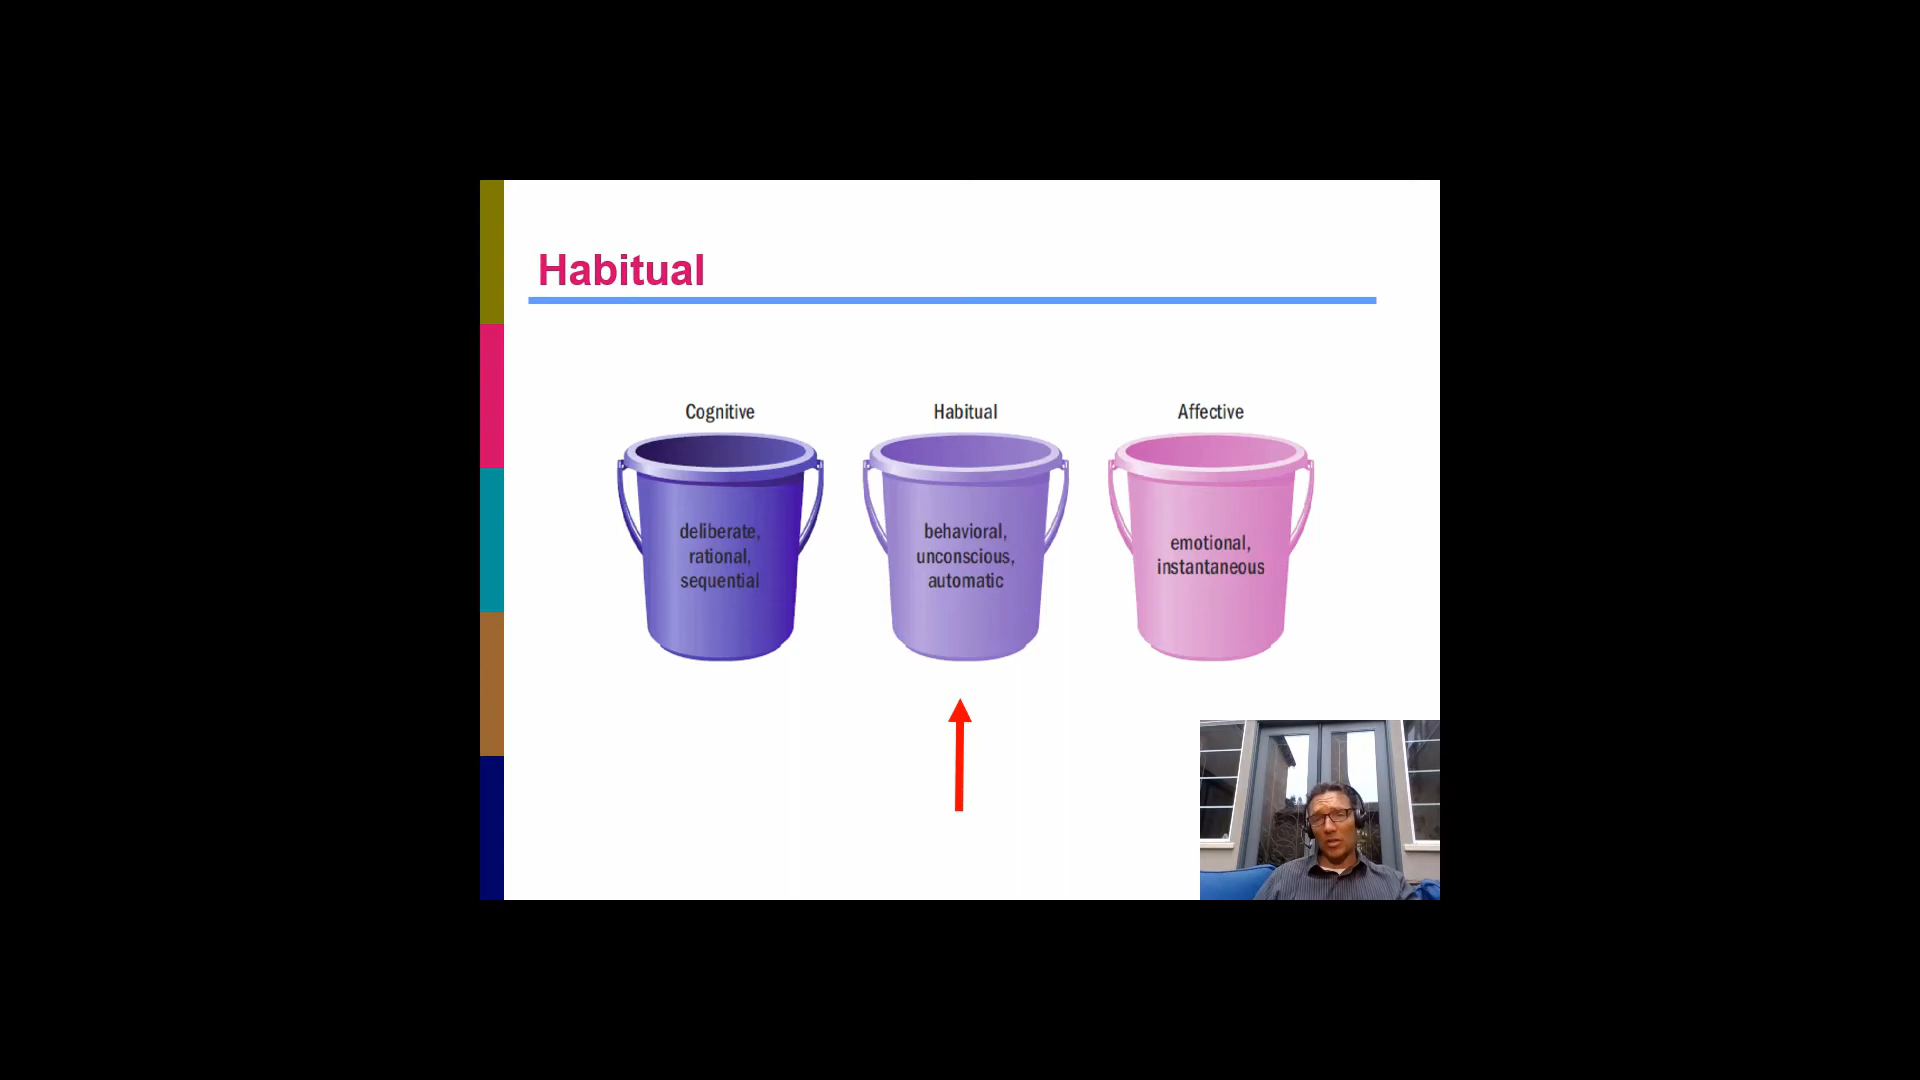 Habitual
Cognitive
Habitual
Affective
deliberate,
rational,
sequential
behavioral,
unconscious,
automatic
emotional,
instantaneous